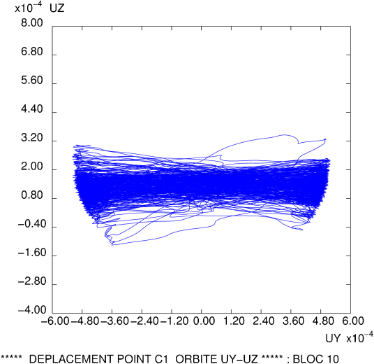 x10⁻⁴ UZ
8.00
6.80
5.60
4.40
3.20
2.00
0.80
-0.40
-1.60
-2.80
-4.00
-6.00 -4.80 -3.60 -2.40 -1.20 0.00 1.20 2.40 3.60 4.80 6.00
UY x10⁻⁴
***** DEPLACEMENT POINT C1 ORBITE UY-UZ ***** : BLOC 10